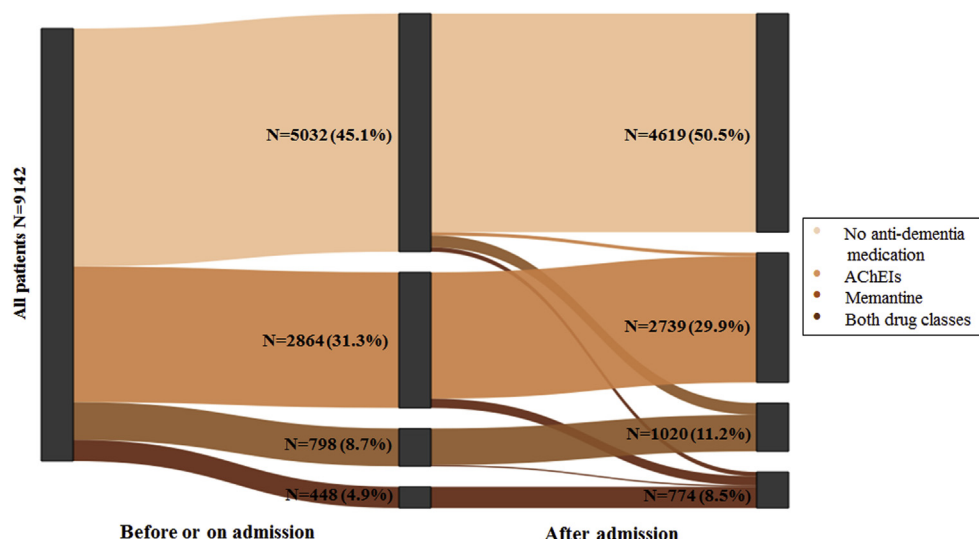 All patients N=9142
N=5032 (45.1%)
N=2864 (31.3%)
N=798 (8.7%)
N=448 (4.9%)
Before or on admission
N=4619 (50.5%)
N=2739 (29.9%)
N=1020 (11.2%)
N=774 (8.5%)
After admission
No anti-dementia
medication
AChEIs
Memantine
Both drug classes